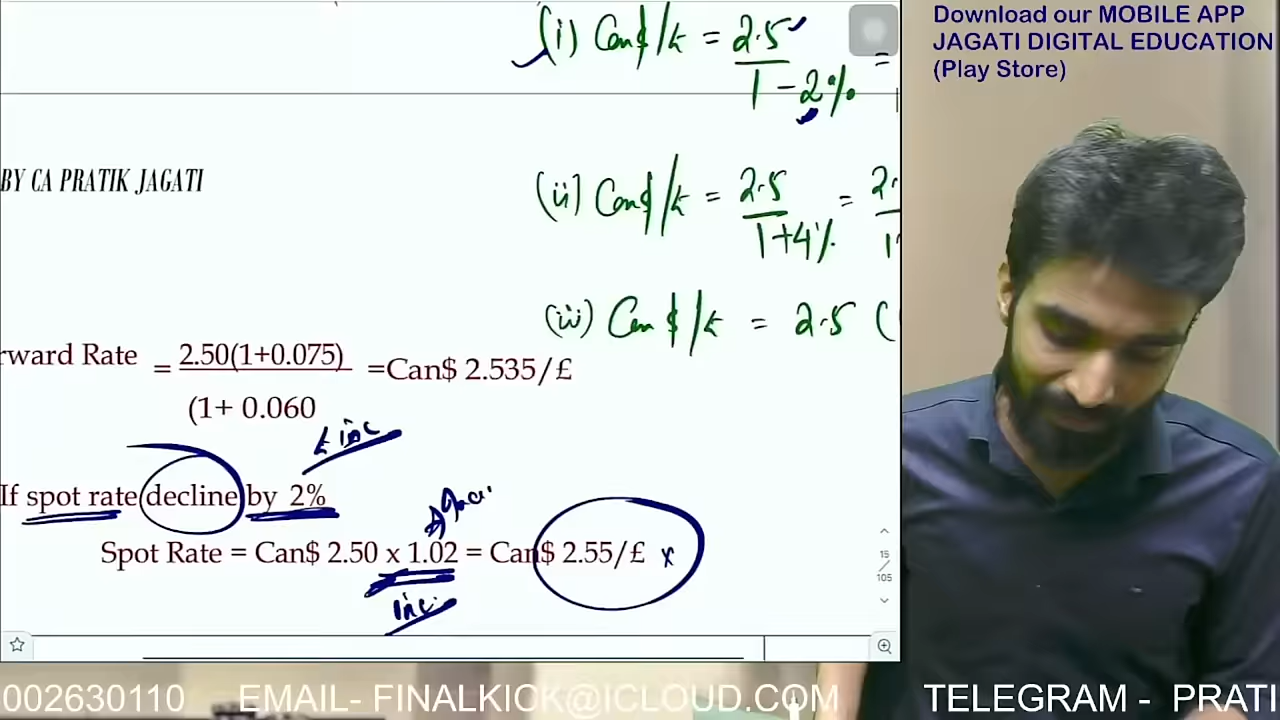 (i) Can$/£ = 2.5 / 1 - 2% =
Download our MOBILE APP
JAGATI DIGITAL EDUCATION
(Play Store)
BY CA PRATIK JAGATI
(ii) Can$/£ = 2.5 / 1+4% = 2.
(iii) Can$/£ = 2.5 (
rward Rate = 2.50(1+0.075) =Can$ 2.535/£
(1+ 0.060
£ inc
If spot rate decline by 2%
Spot Rate = Can$ 2.50 x 1.02 = Can$ 2.55/£ x
inc.
15
105
002630110 EMAIL- FINALKICK@ICLOUD.COM TELEGRAM - PRATI